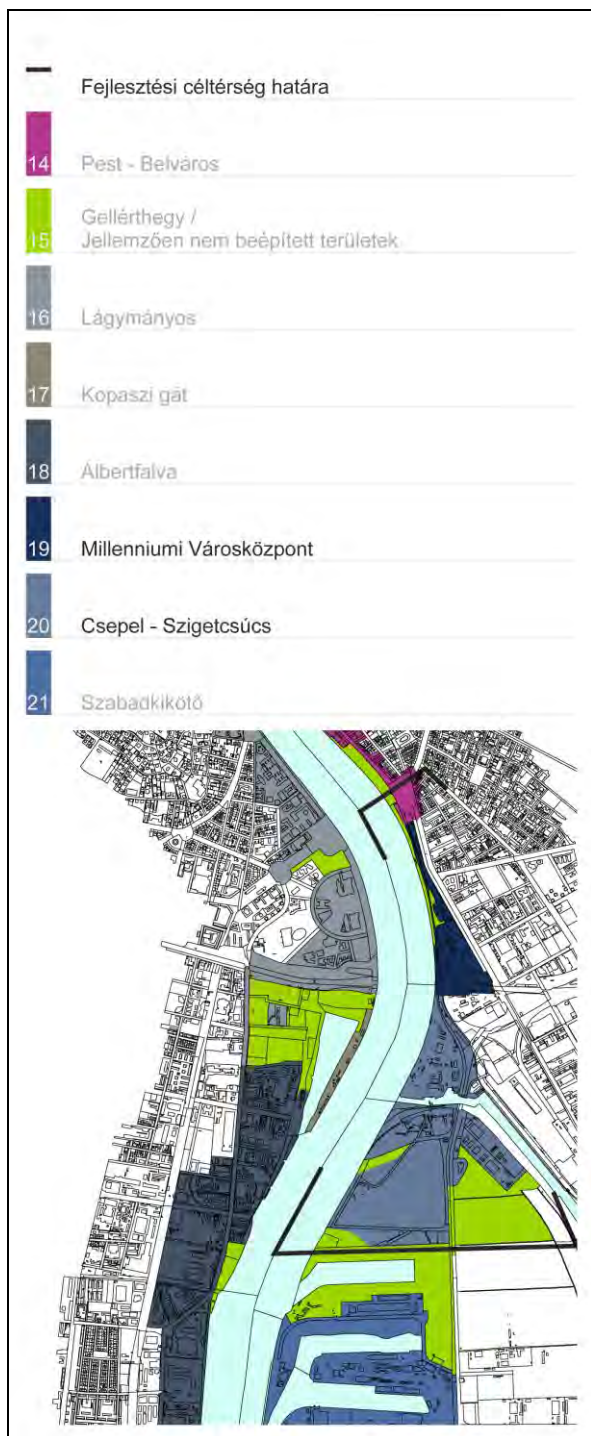 Fejlesztési céltérség határa
14 Pest - Belváros
Gellérthegy /
15 Jellemzően nem beépített területek
16 Lágymányos
17 Kopaszi gát
18 Albertfalva
19 Millenniumi Városközpont
20 Csepel - Szigetcsúcs
21 Szabadkikötő